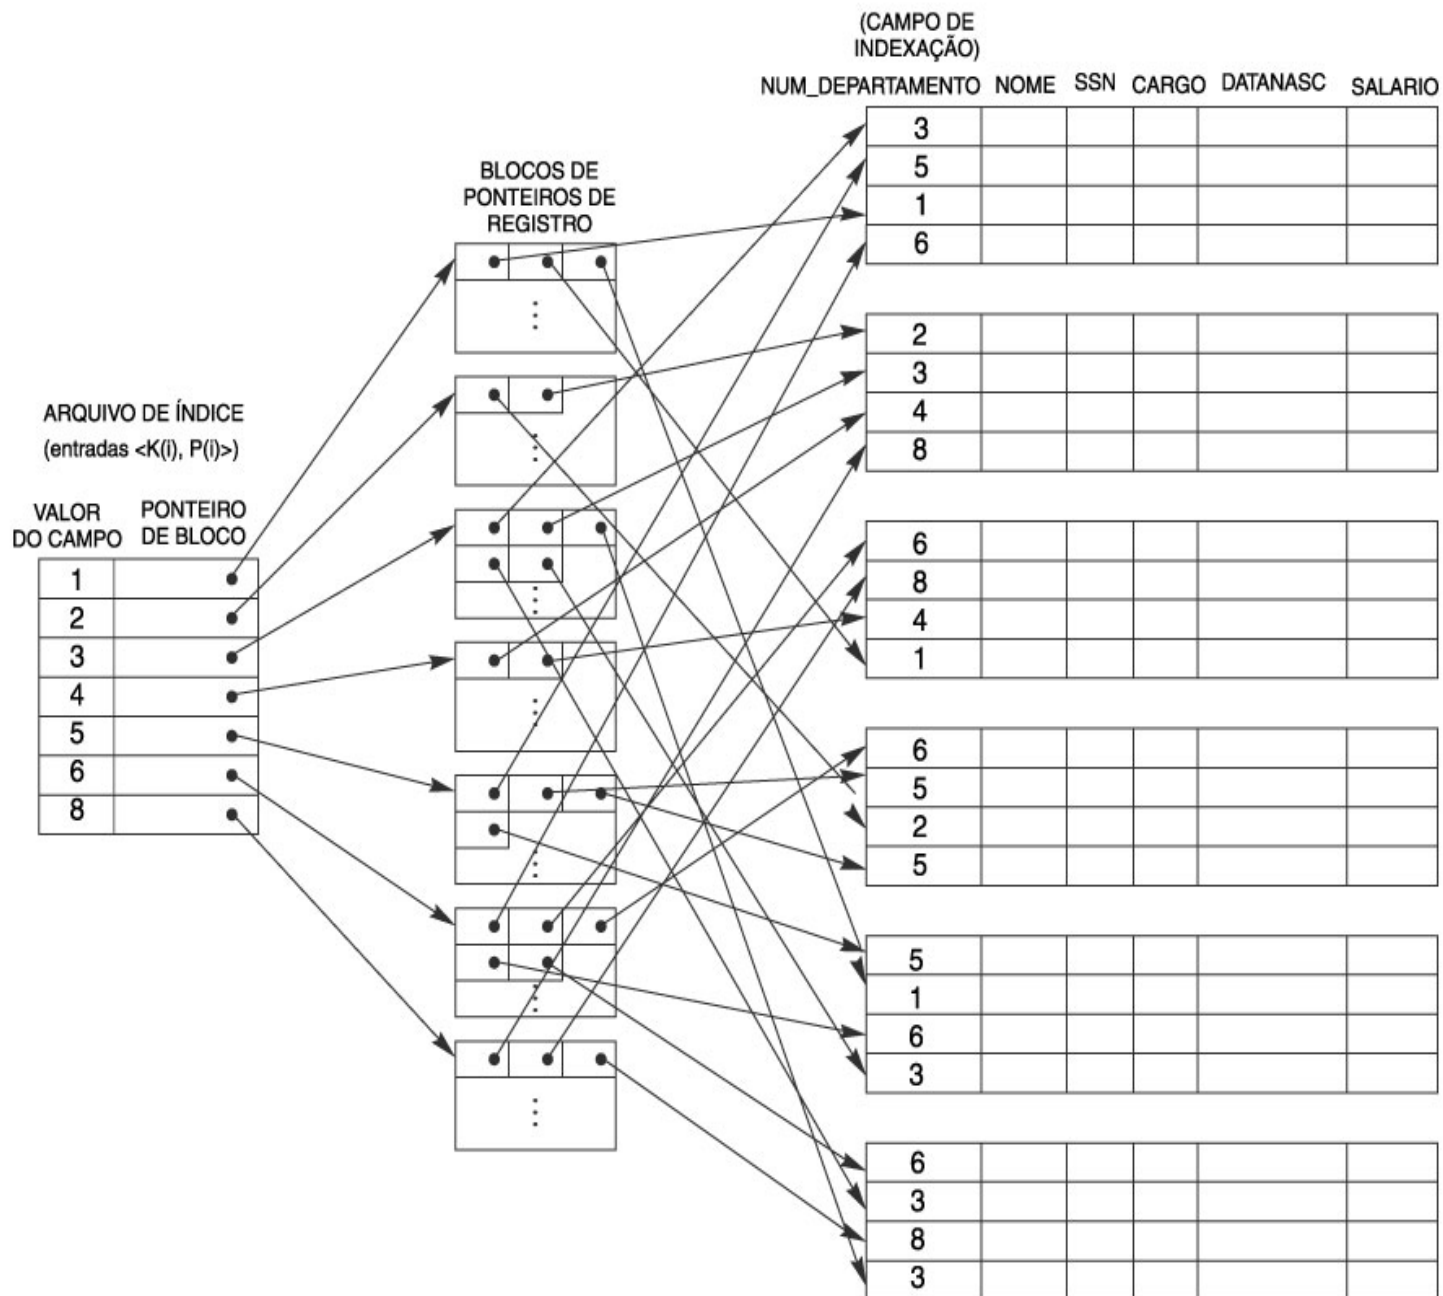 (CAMPO DE
INDEXAÇÃO)
NUM_DEPARTAMENTO NOME SSN CARGO DATANASC SALARIO
3
5
1
6
BLOCOS DE
PONTEIROS DE
REGISTRO
2
3
4
8
ARQUIVO DE ÍNDICE
(entradas <K(i), P(i)>)
VALOR
DO CAMPO
PONTEIRO
DE BLOCO
1
2
3
4
5
6
8
6
8
4
1
6
5
2
5
5
1
6
3
6
3
8
3